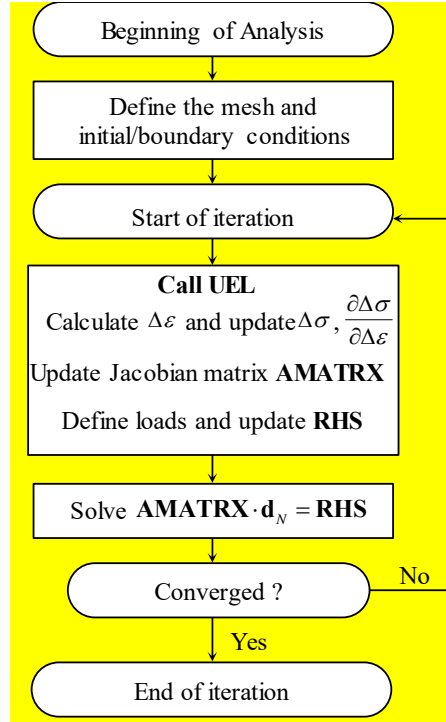 Beginning of Analysis
Define the mesh and
initial/boundary conditions
Start of iteration
Call UEL
Calculate Δε and update Δσ, ∂Δσ/∂Δε
Update Jacobian matrix AMATRX
Define loads and update RHS
Solve AMATRX · d_N = RHS
Converged ?
No
Yes
End of iteration